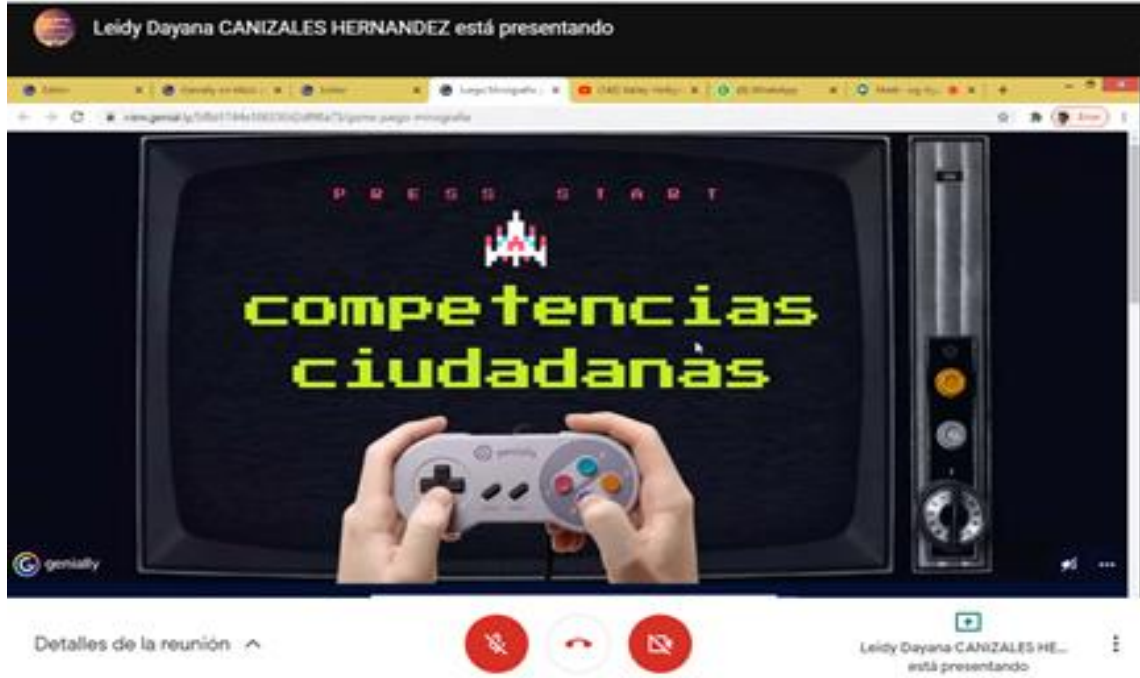 Leidy Dayana CANIZALES HERNANDEZ está presentando
PRESS START
competencias
ciudadanas
genially
genially
Detalles de la reunión
Leidy Dayana CANIZALES HE...
está presentando